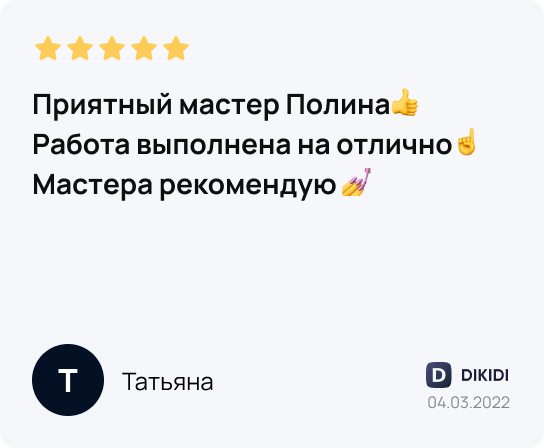 Приятный мастер Полина👍
Работа выполнена на отлично☝
Мастера рекомендую 💅
Т
Татьяна
D DIKIDI
04.03.2022